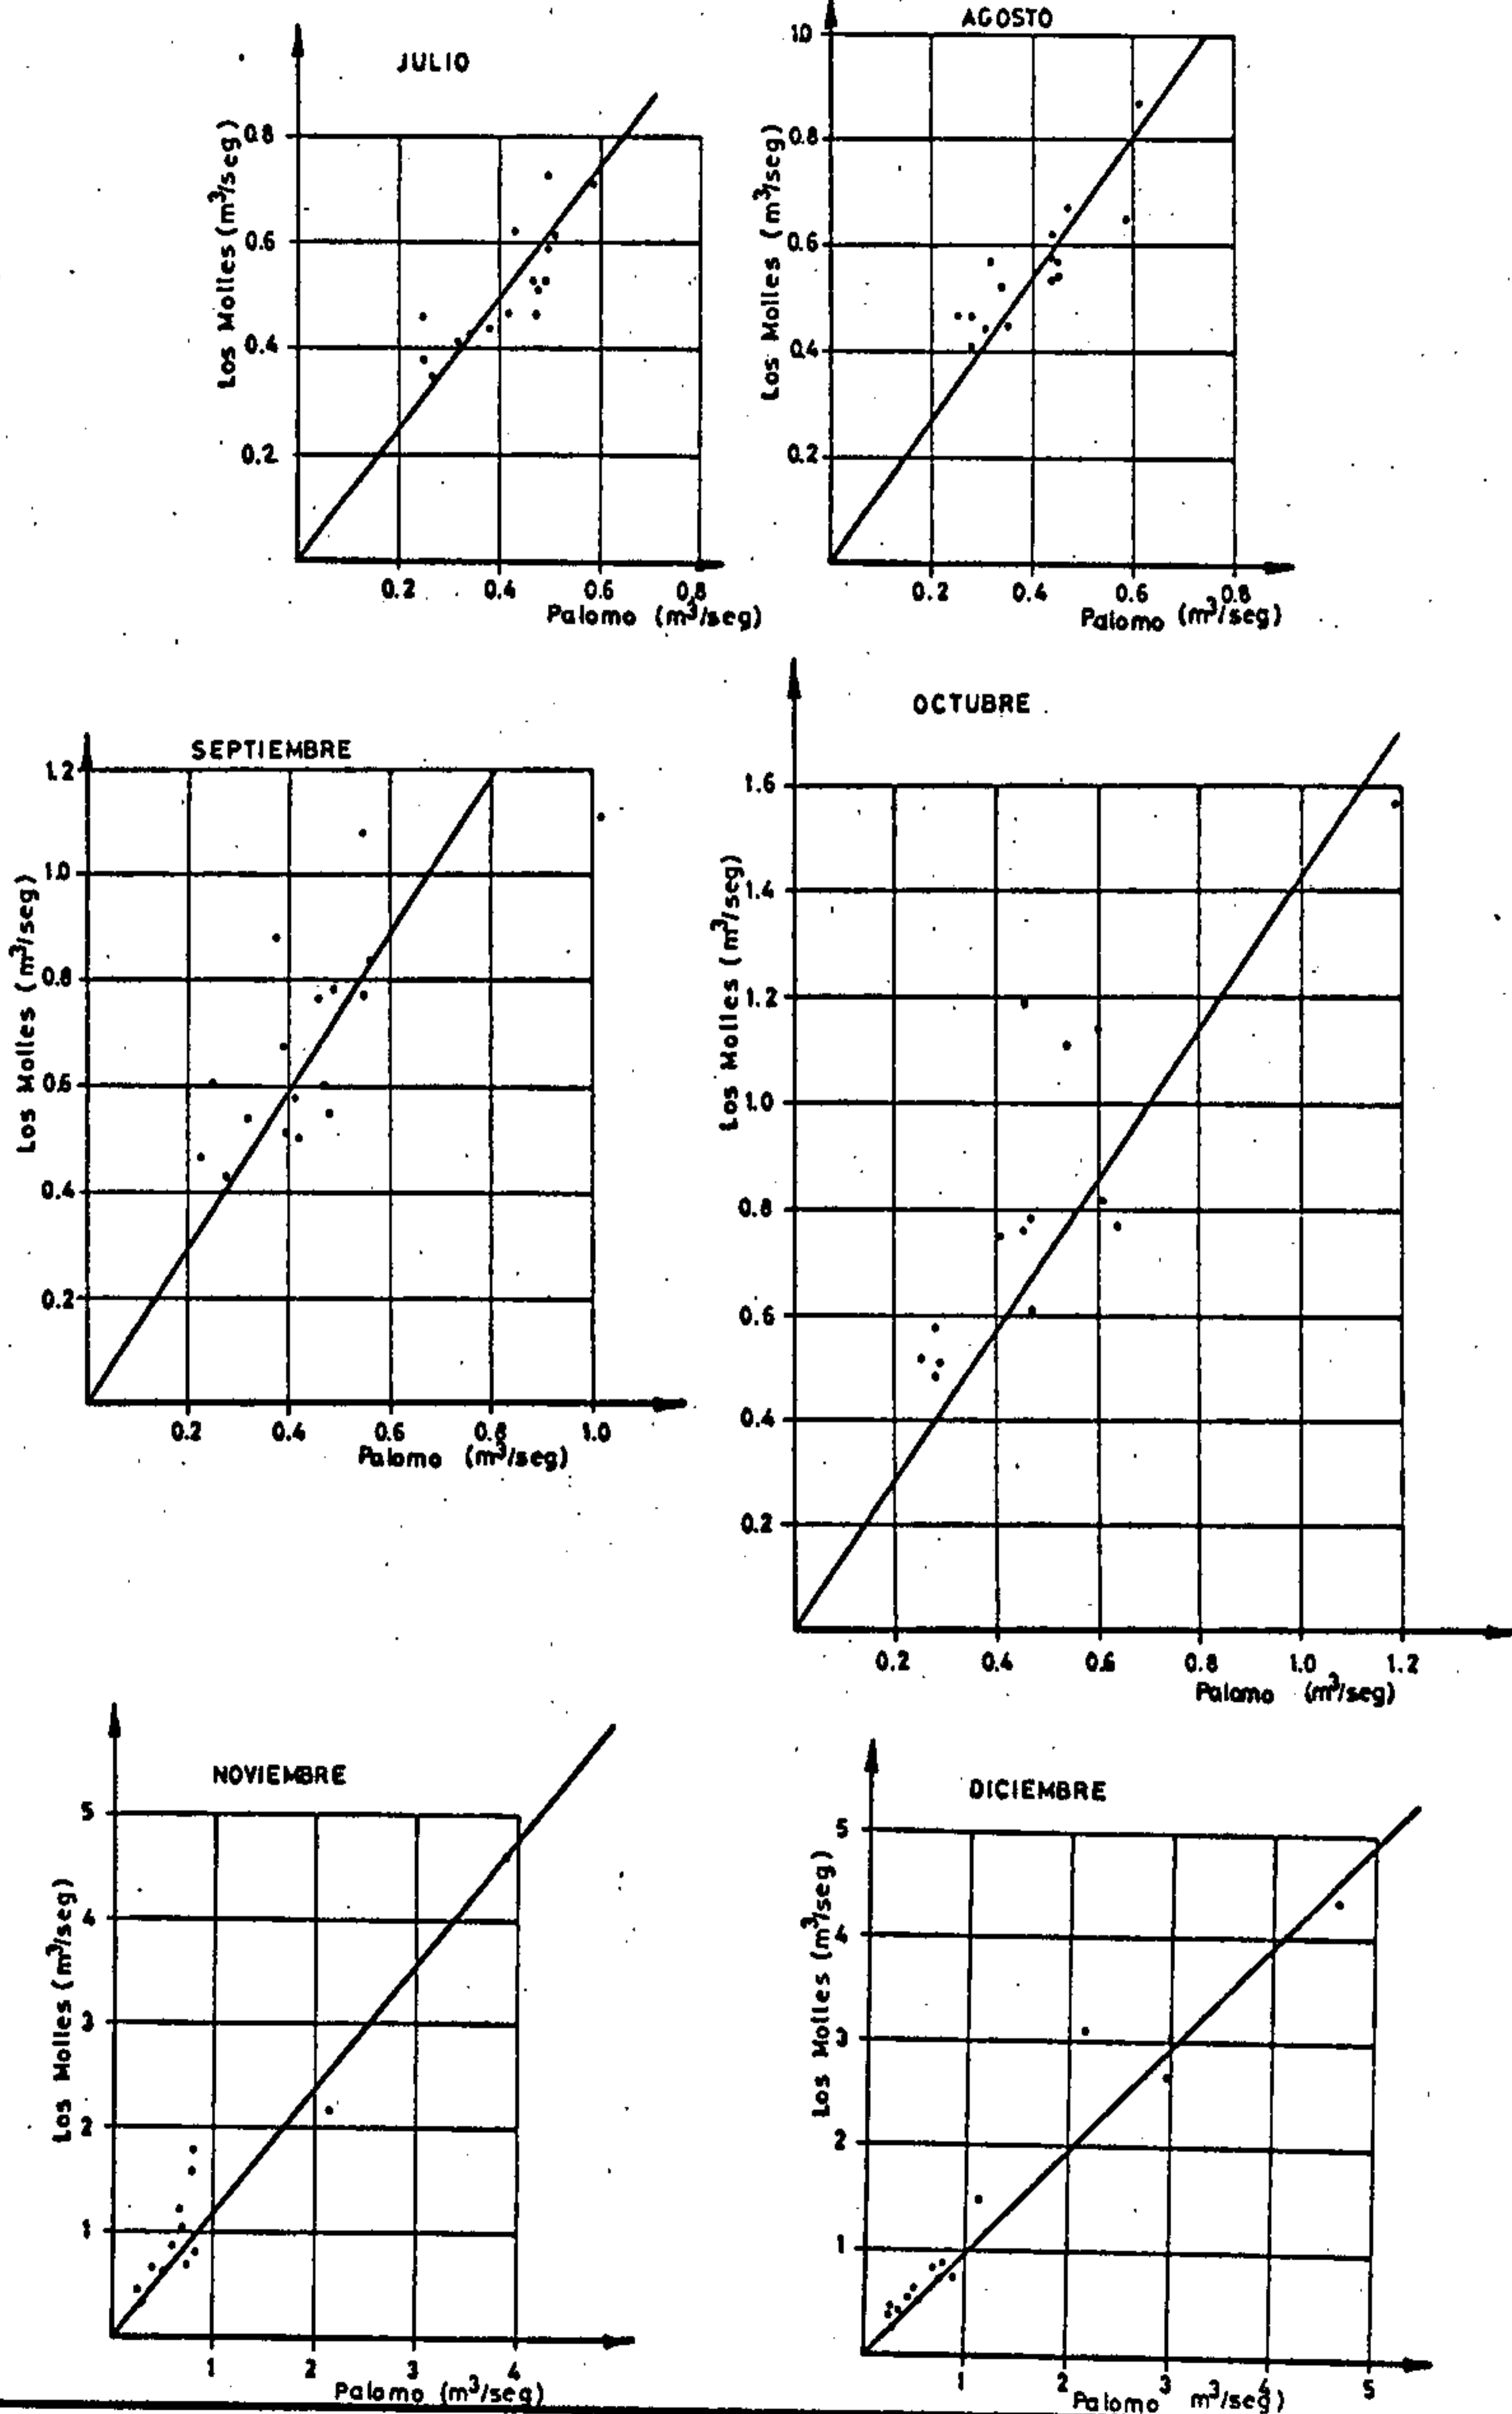 JULIO
Los Molles (m³/seg)
0.8
0.6
0.4
0.2
0.2 0.4 0.6 0.8
Palomo (m³/seg)
AGOSTO
Los Molles (m³/seg)
1.0
0.8
0.6
0.4
0.2
0.2 0.4 0.6 0.8
Palomo (m³/seg)
SEPTIEMBRE
Los Molles (m³/seg)
1.2
1.0
0.8
0.6
0.4
0.2
0.2 0.4 0.6 0.8 1.0
Palomo (m³/seg)
OCTUBRE
Los Molles (m³/seg)
1.6
1.4
1.2
1.0
0.8
0.6
0.4
0.2
0.2 0.4 0.6 0.8 1.0 1.2
Palomo (m³/seg)
NOVIEMBRE
Los Molles (m³/seg)
5
4
3
2
1
1 2 3 4
Palomo (m³/seg)
DICIEMBRE
Los Molles (m³/seg)
5
4
3
2
1
1 2 3 4 5
Palomo m³/seg)